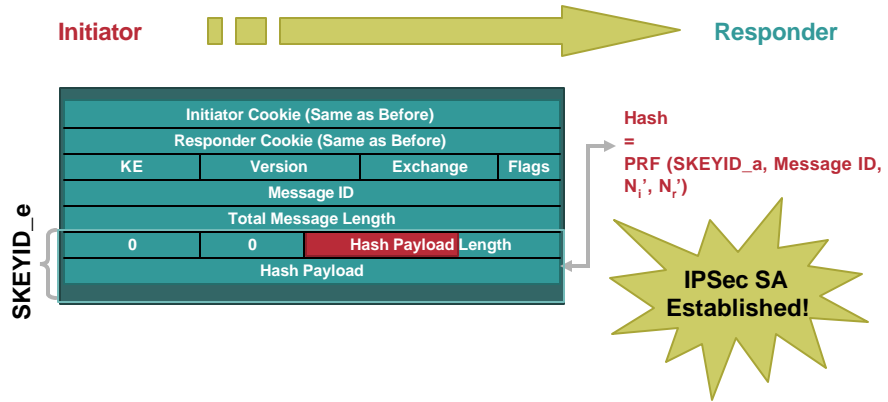 Initiator
Responder
Initiator Cookie (Same as Before)
Responder Cookie (Same as Before)
KE Version Exchange Flags
Message ID
Total Message Length
0 0 Hash Payload Length
Hash Payload
SKEYID_e
Hash
=
PRF (SKEYID_a, Message ID,
Ni', Nr')
IPSec SA
Established!